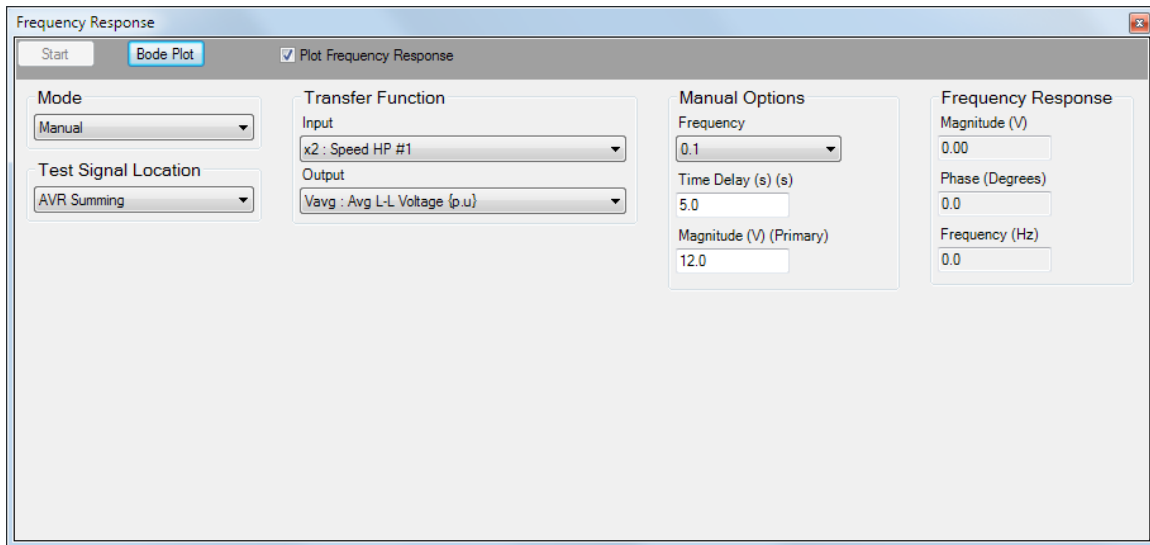 Frequency Response
Start
Bode Plot
Plot Frequency Response
Mode
Manual
Test Signal Location
AVR Summing
Transfer Function
Input
x2 : Speed HP #1
Output
Vavg : Avg L-L Voltage {p.u}
Manual Options
Frequency
0.1
Time Delay (s) (s)
5.0
Magnitude (V) (Primary)
12.0
Frequency Response
Magnitude (V)
0.00
Phase (Degrees)
0.0
Frequency (Hz)
0.0